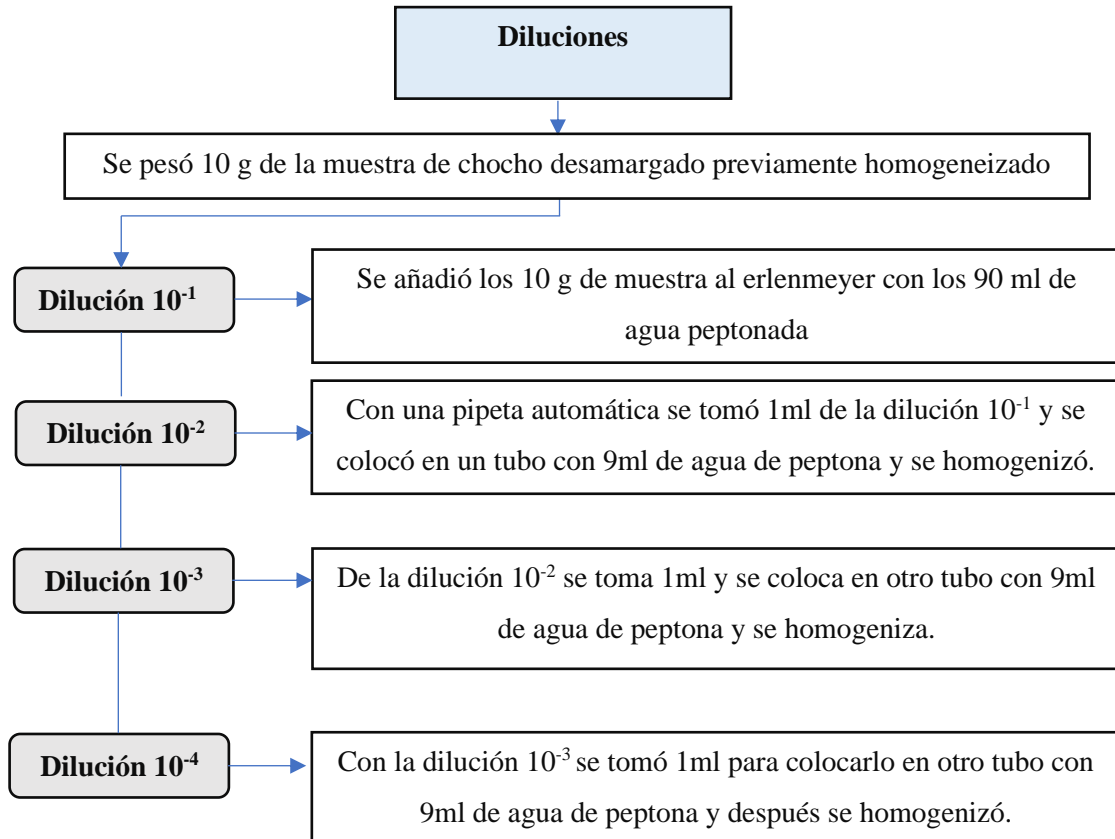 Diluciones
Se pesó 10 g de la muestra de chocho desamargado previamente homogeneizado
Dilución 10⁻¹
Se añadió los 10 g de muestra al erlenmeyer con los 90 ml de
agua peptonada
Dilución 10⁻²
Con una pipeta automática se tomó 1ml de la dilución 10⁻¹ y se
colocó en un tubo con 9ml de agua de peptona y se homogenizó.
Dilución 10⁻³
De la dilución 10⁻² se toma 1ml y se coloca en otro tubo con 9ml
de agua de peptona y se homogeniza.
Dilución 10⁻⁴
Con la dilución 10⁻³ se tomó 1ml para colocarlo en otro tubo con
9ml de agua de peptona y después se homogenizó.